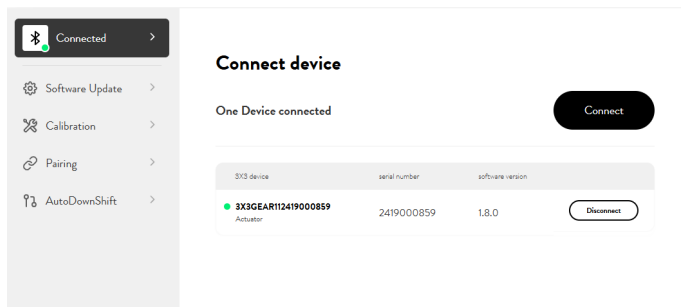 Connected
Software Update
Calibration
Pairing
AutoDownShift
Connect device
One Device connected
Connect
3X3 device serial number software version
3X3GEAR112419000859
Actuator
2419000859
1.8.0
Disconnect